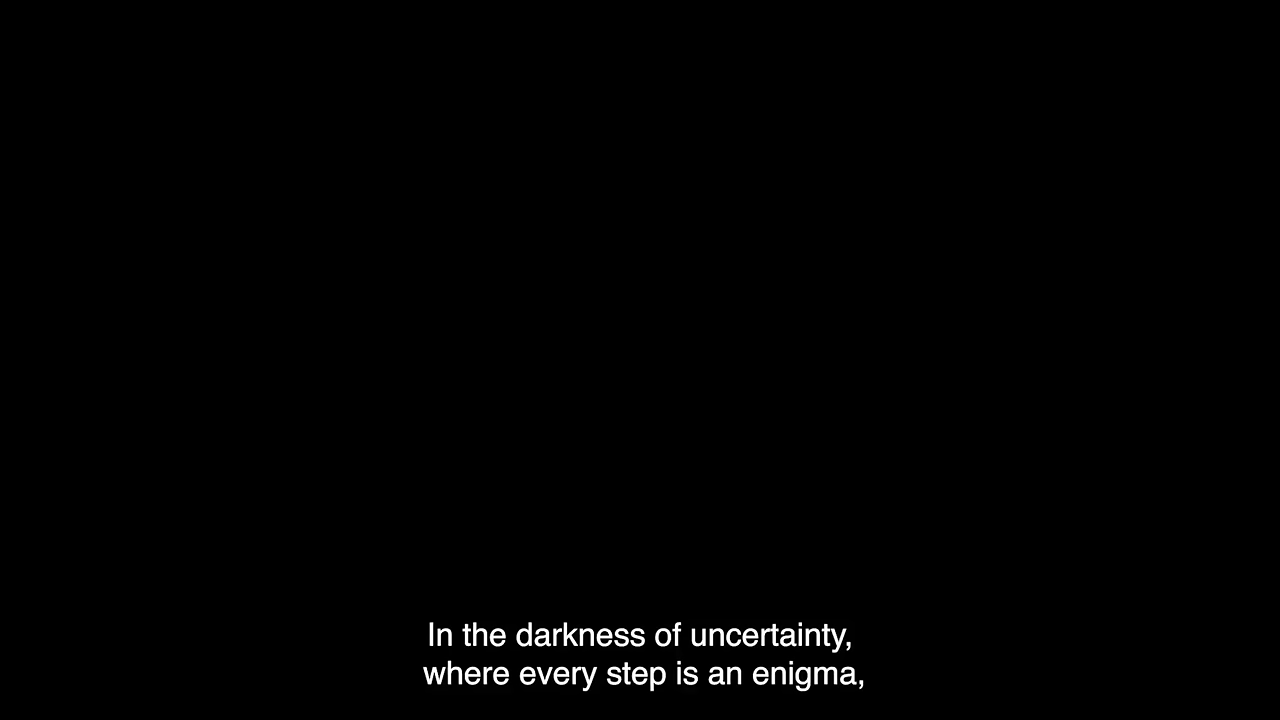 In the darkness of uncertainty,
where every step is an enigma,